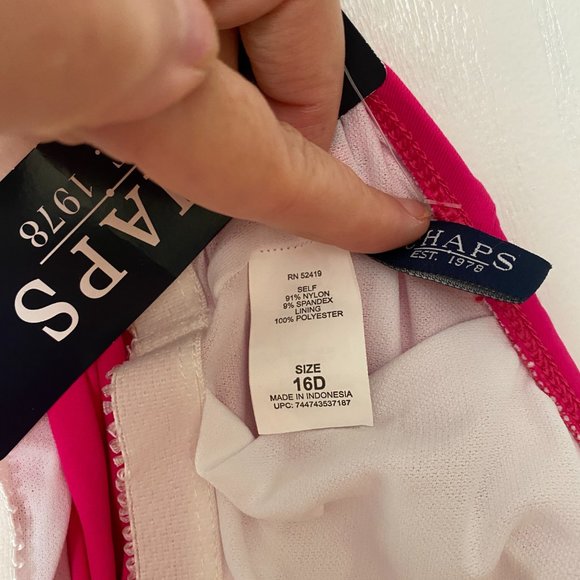 HAPS
1978
CHAPS
EST. 1978
RN 52419
SELF
91% NYLON
9% SPANDEX
LINING
100% POLYESTER
SIZE
16D
MADE IN INDONESIA
UPC: 744743537187